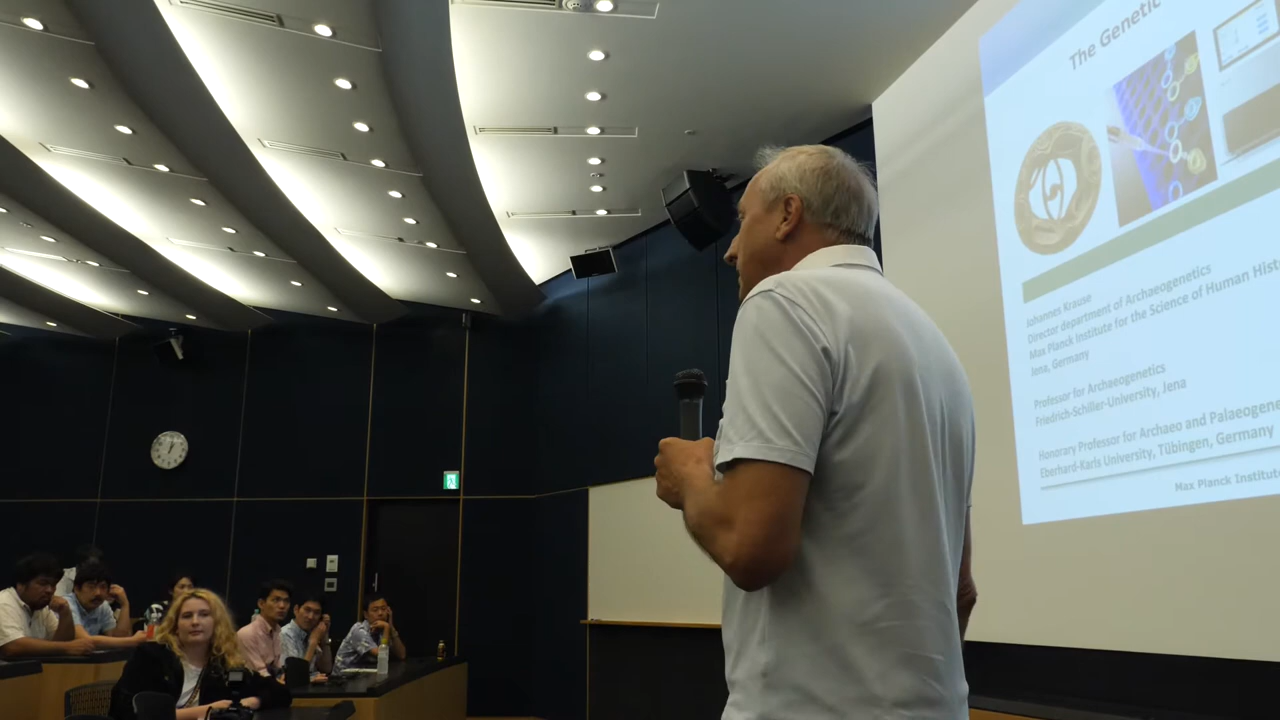 The Genetic
Johannes Krause
Director department of Archaeogenetics
Max Planck Institute for the Science of Human Hist
Jena, Germany
Professor for Archaeogenetics
Friedrich-Schiller-University, Jena
Honorary Professor for Archaeo and Palaeogene
Eberhard-Karls University, Tübingen, Germany
Max Planck Institute